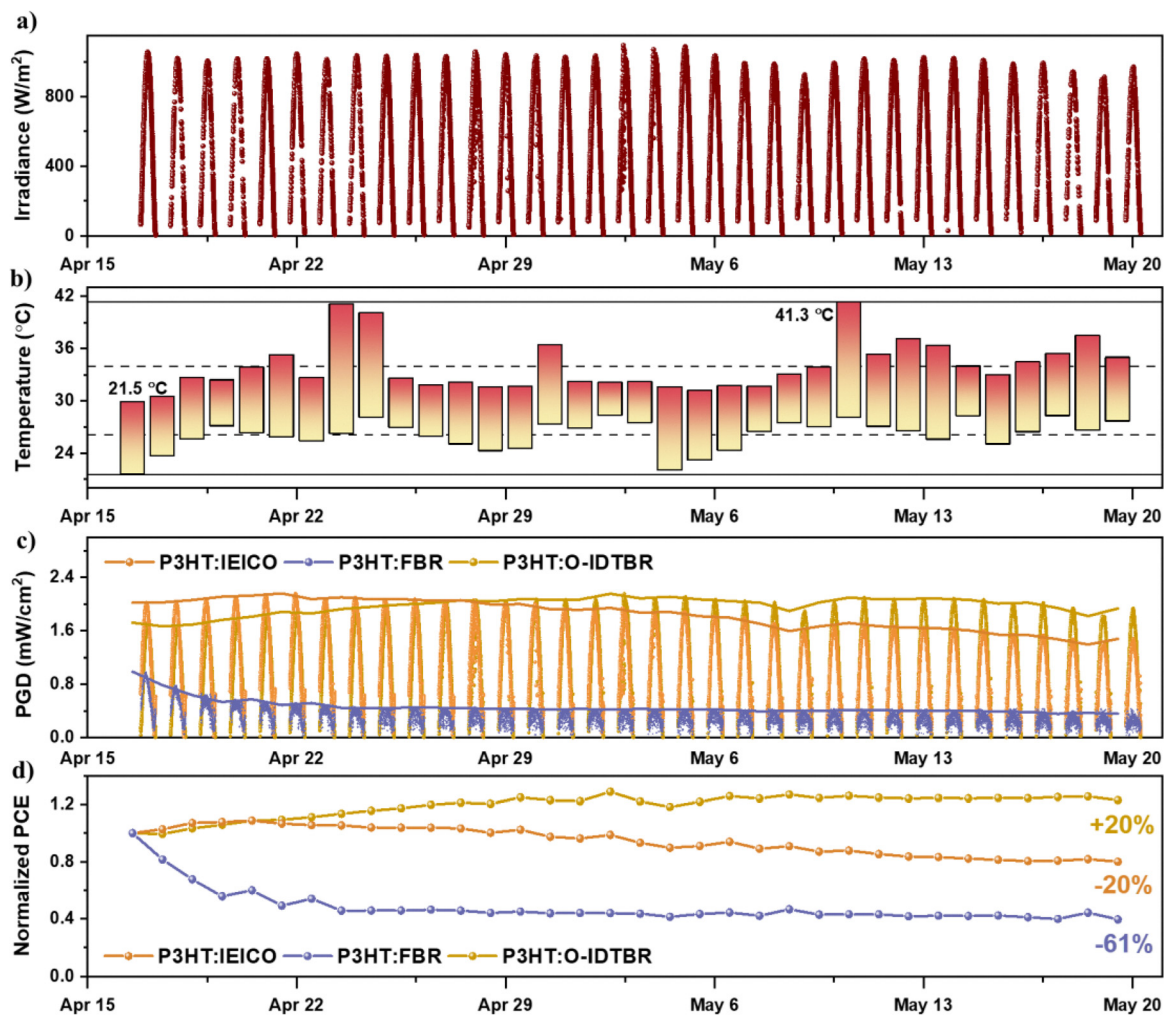 a)
Irradiance (W/m²)
800
400
0
Apr 15 Apr 22 Apr 29 May 6 May 13 May 20
b)
Temperature (°C)
42
36
30
24
21.5 °C
41.3 °C
Apr 15 Apr 22 Apr 29 May 6 May 13 May 20
c)
PGD (mW/cm²)
2.4
1.6
0.8
0.0
P3HT:IEICO P3HT:FBR P3HT:O-IDTBR
Apr 15 Apr 22 Apr 29 May 6 May 13 May 20
d)
Normalized PCE
1.2
0.8
0.4
0.0
+20%
-20%
-61%
P3HT:IEICO P3HT:FBR P3HT:O-IDTBR
Apr 15 Apr 22 Apr 29 May 6 May 13 May 20